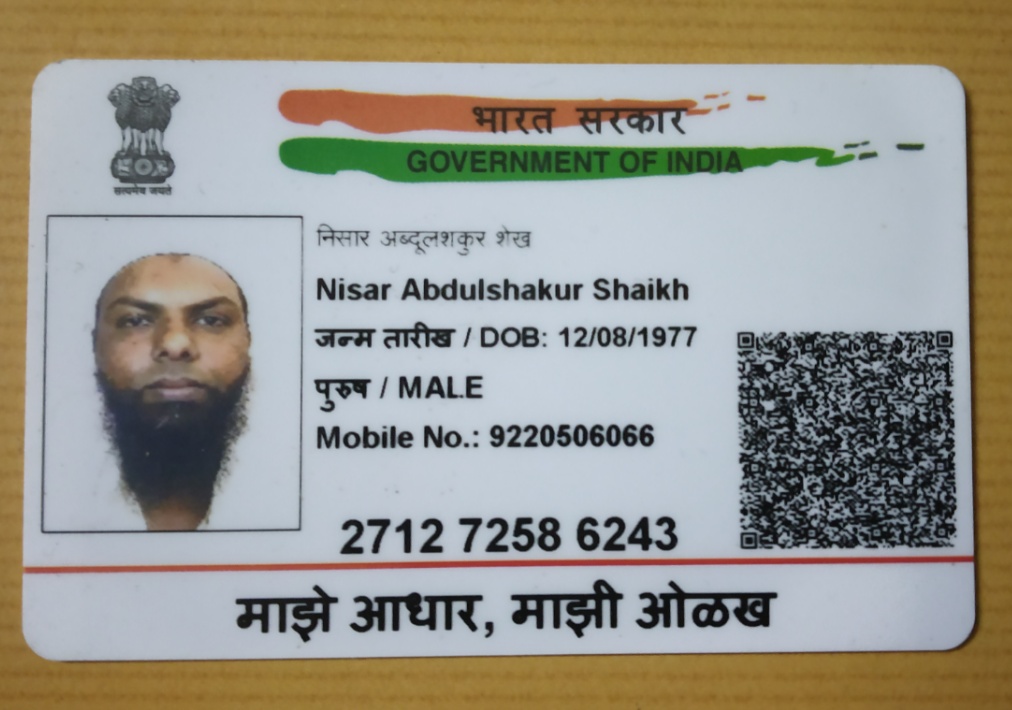 सत्यमेव जयते
भारत सरकार
GOVERNMENT OF INDIA
निसार अब्दूलशकुर शेख
Nisar Abdulshakur Shaikh
जन्म तारीख / DOB: 12/08/1977
पुरुष / MALE
Mobile No.: 9220506066
2712 7258 6243
माझे आधार, माझी ओळख